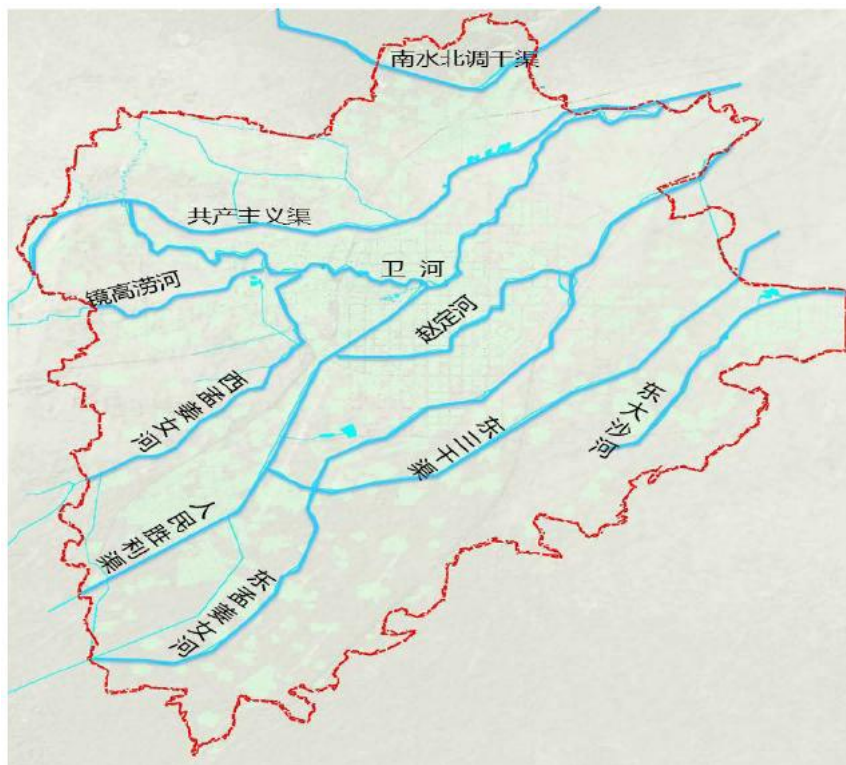 南水北调干渠
共产主义渠
卫 河
镜高涝河
赵定河
西孟姜女河
东三干渠
东大沙河
人民胜利渠
东孟姜女河